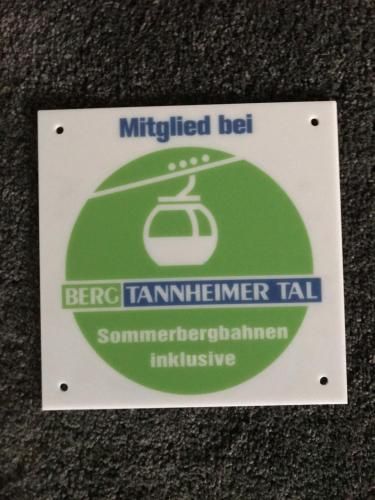 Mitglied bei
BERG TANNHEIMER TAL
Sommerbergbahnen
inklusive